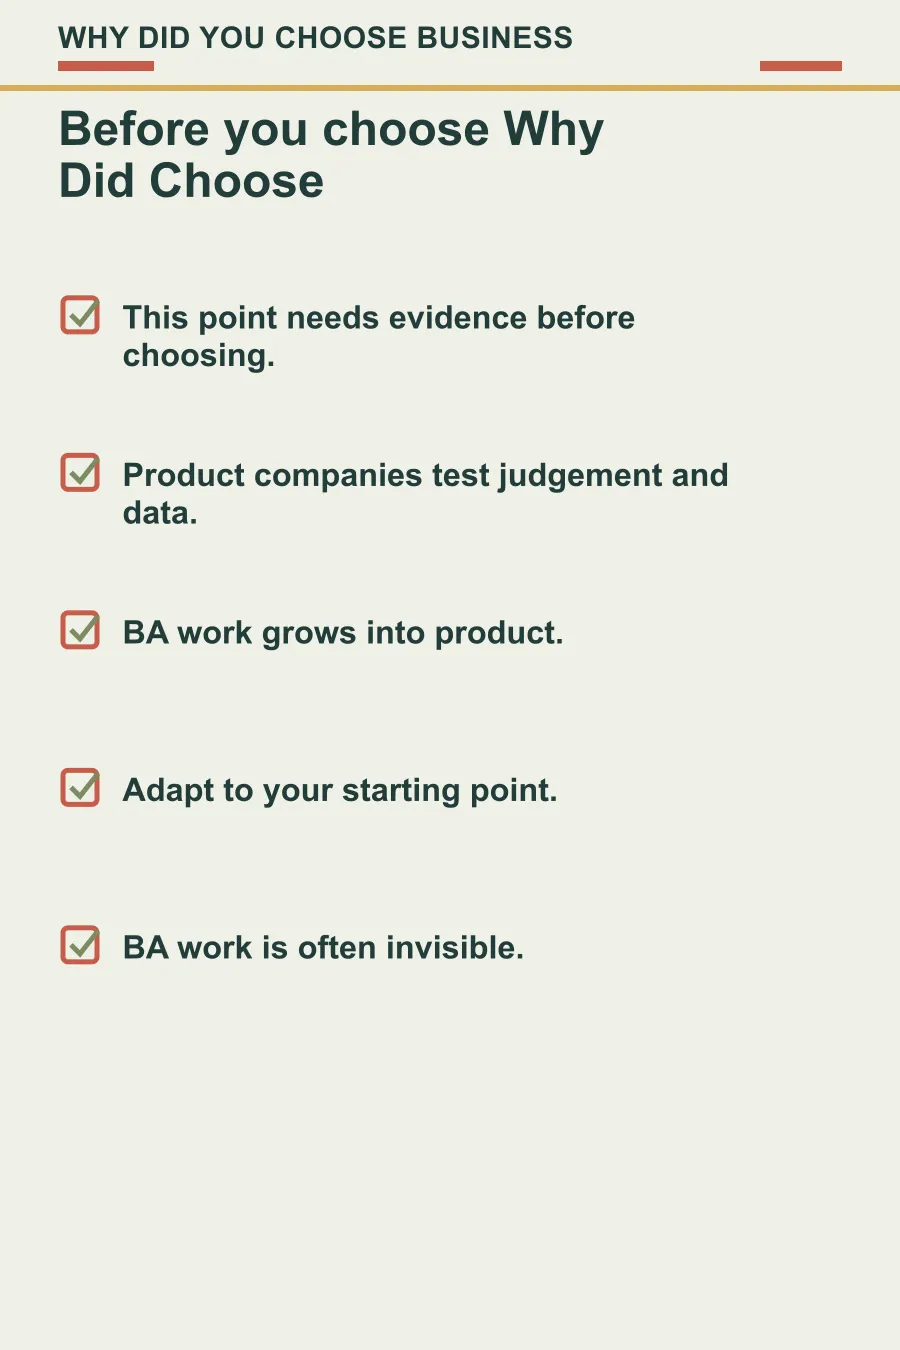 WHY DID YOU CHOOSE BUSINESS
Before you choose Why
Did Choose
This point needs evidence before
choosing.
Product companies test judgement and
data.
BA work grows into product.
Adapt to your starting point.
BA work is often invisible.